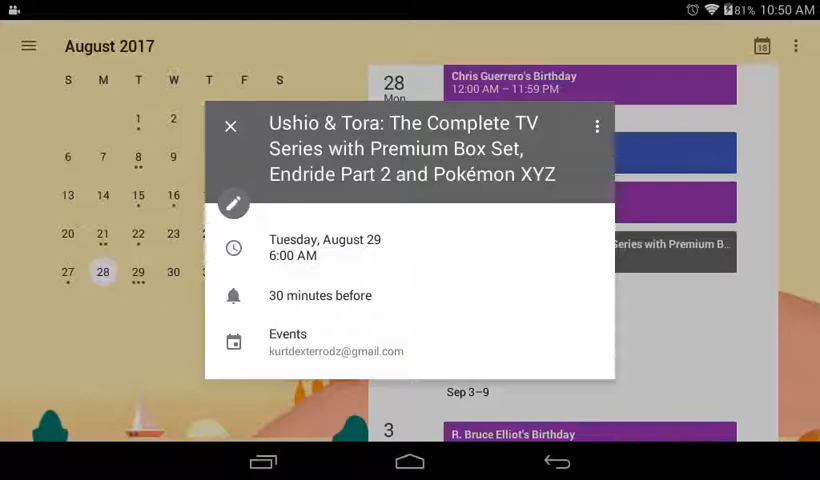 81% 10:50 AM
August 2017
18
S M T W T F S
1 2
6 7 8 9
13 14 15 16
20 21 22 23
27 28 29 30
28
Mon
Chris Guerrero's Birthday
12:00 AM – 11:59 PM
Ushio & Tora: The Complete TV
Series with Premium Box Set,
Endride Part 2 and Pokémon XYZ
Tuesday, August 29
6:00 AM
30 minutes before
Events
kurtdexterrodz@gmail.com
Series with Premium B...
Sep 3–9
3
R. Bruce Elliot's Birthday